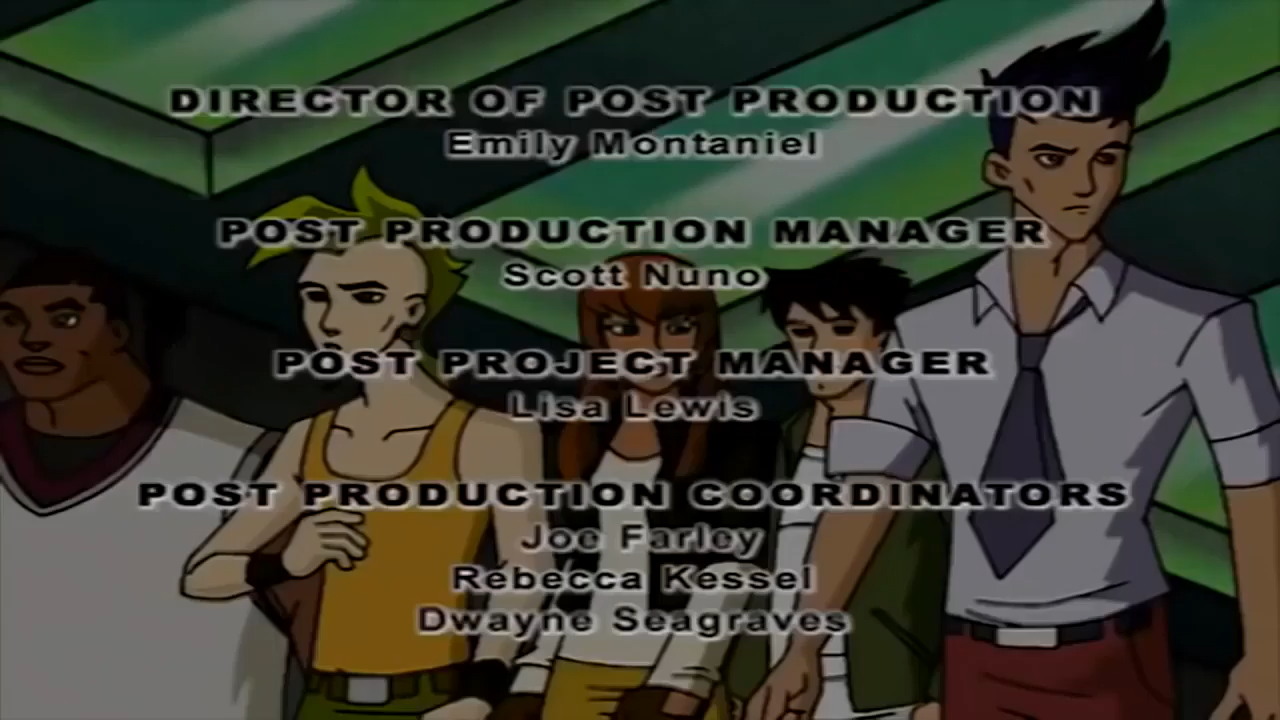 DIRECTOR OF POST PRODUCTION
Emily Montaniel
POST PRODUCTION MANAGER
Scott Nuno
POST PROJECT MANAGER
Lisa Lewis
POST PRODUCTION COORDINATORS
Joe Farley
Rebecca Kessel
Dwayne Seagraves